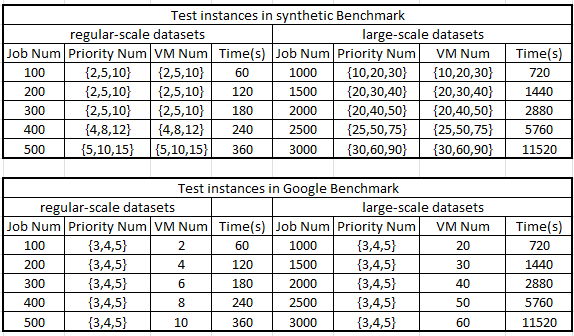 Test instances in synthetic Benchmark
regular-scale datasets large-scale datasets
Job Num Priority Num VM Num Time(s) Job Num Priority Num VM Num Time(s)
100 {2,5,10} {2,5,10} 60 1000 {10,20,30} {10,20,30} 720
200 {2,5,10} {2,5,10} 120 1500 {20,30,40} {20,30,40} 1440
300 {2,5,10} {2,5,10} 180 2000 {20,40,50} {20,40,50} 2880
400 {4,8,12} {4,8,12} 240 2500 {25,50,75} {25,50,75} 5760
500 {5,10,15} {5,10,15} 360 3000 {30,60,90} {30,60,90} 11520
Test instances in Google Benchmark
regular-scale datasets large-scale datasets
Job Num Priority Num VM Num Time(s) Job Num Priority Num VM Num Time(s)
100 {3,4,5} 2 60 1000 {3,4,5} 20 720
200 {3,4,5} 4 120 1500 {3,4,5} 30 1440
300 {3,4,5} 6 180 2000 {3,4,5} 40 2880
400 {3,4,5} 8 240 2500 {3,4,5} 50 5760
500 {3,4,5} 10 360 3000 {3,4,5} 60 11520